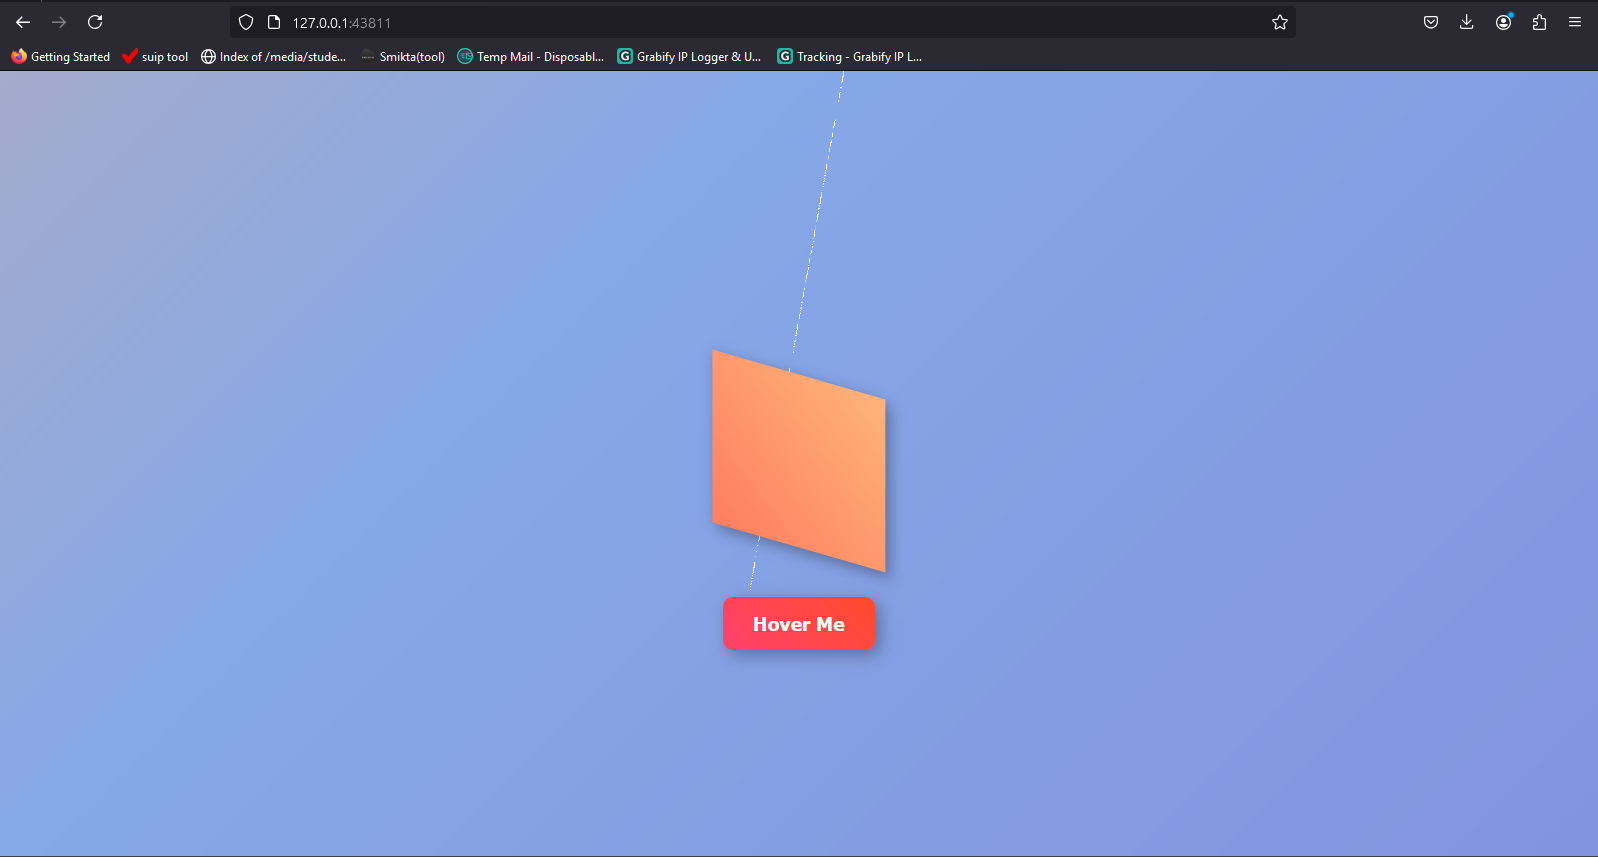 127.0.0.1:43811
Getting Started suip tool Index of /media/stude... Smikta(tool) Temp Mail - Disposabl... G Grabify IP Logger & U... G Tracking - Grabify IP L...
Hover Me